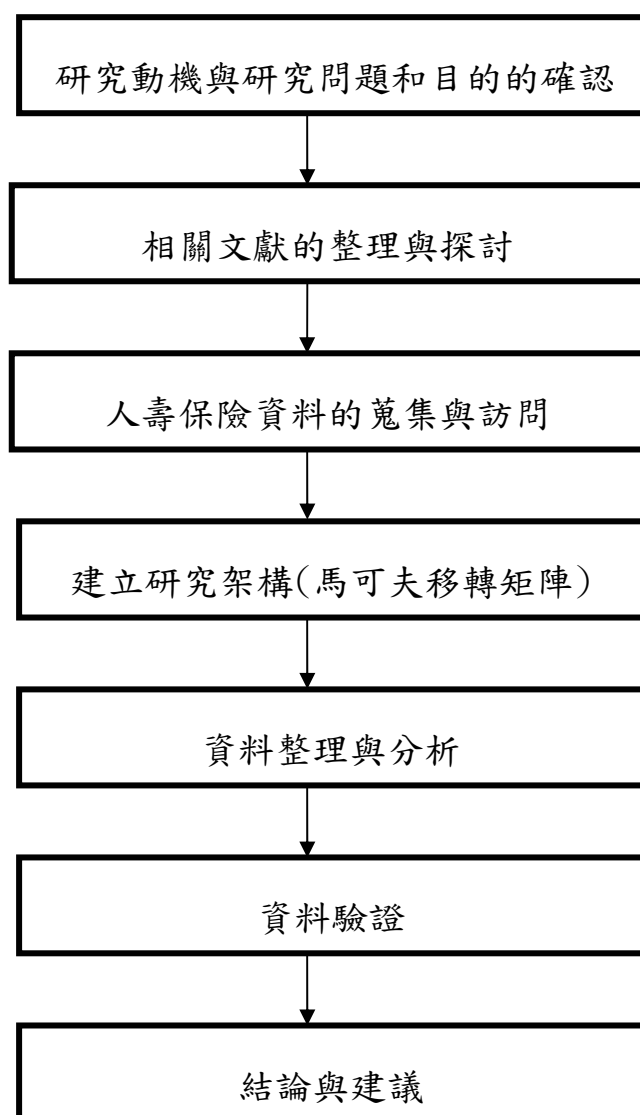 研究動機與研究問題和目的的確認
相關文獻的整理與探討
人壽保險資料的蒐集與訪問
建立研究架構(馬可夫移轉矩陣)
資料整理與分析
資料驗證
結論與建議